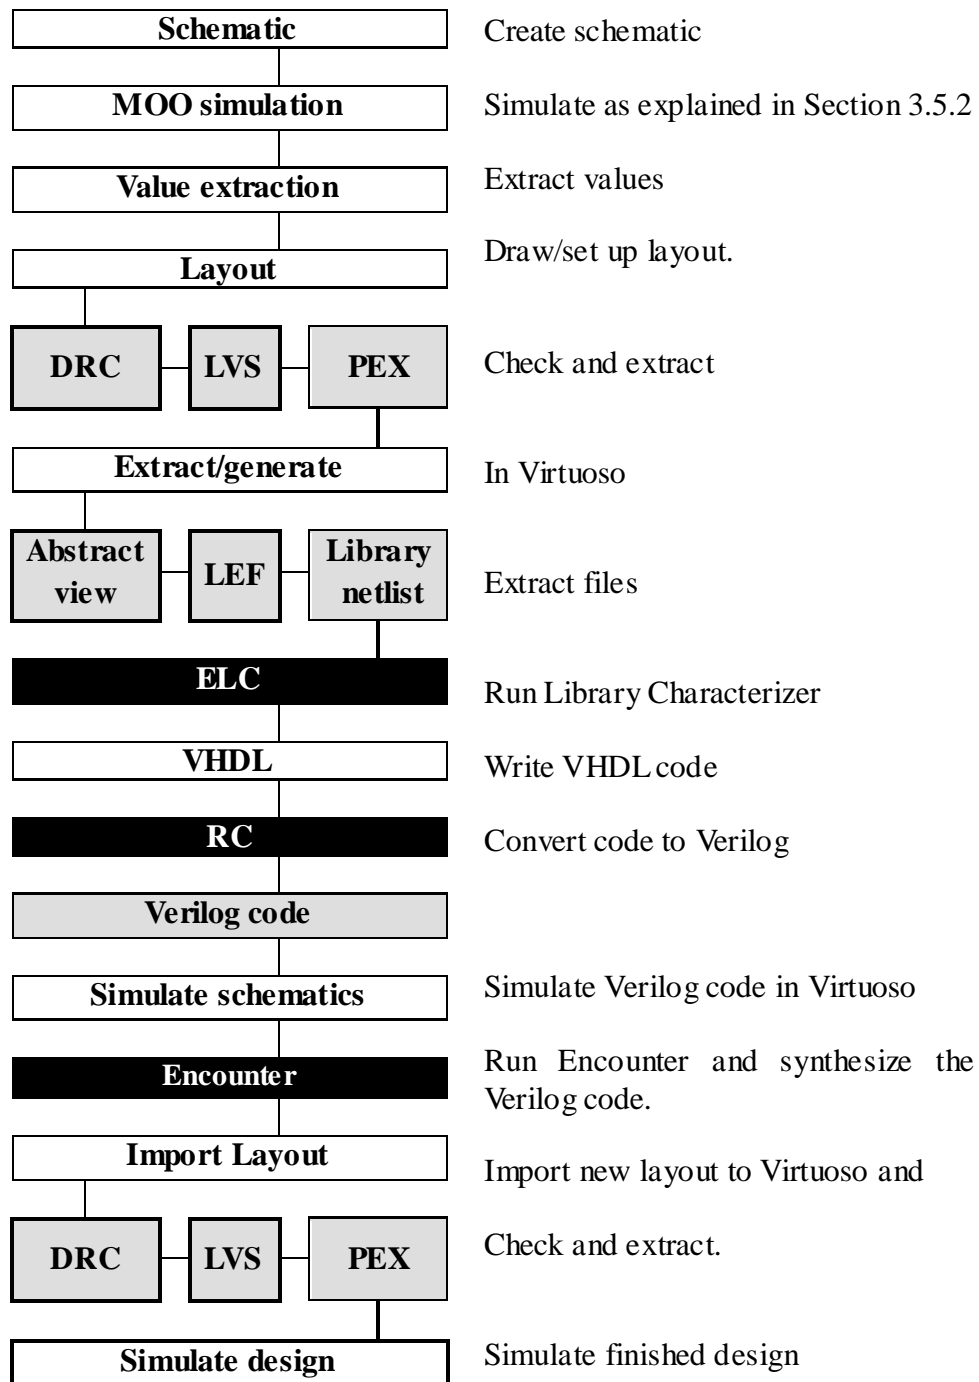 Schematic
Create schematic
MOO simulation
Simulate as explained in Section 3.5.2
Value extraction
Extract values
Layout
Draw/set up layout.
DRC
LVS
PEX
Check and extract
Extract/generate
In Virtuoso
Abstract
view
LEF
Library
netlist
Extract files
ELC
Run Library Characterizer
VHDL
Write VHDL code
RC
Convert code to Verilog
Verilog code
Simulate schematics
Simulate Verilog code in Virtuoso
Encounter
Run Encounter and synthesize the
Verilog code.
Import Layout
Import new layout to Virtuoso and
DRC
LVS
PEX
Check and extract.
Simulate design
Simulate finished design